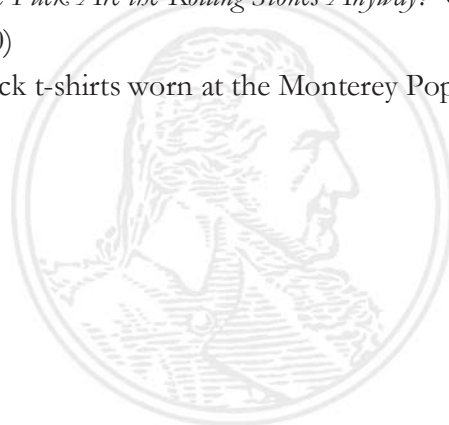 Fuck Are the Rolling Stones Anyway?
)
ck t-shirts worn at the Monterey Pop